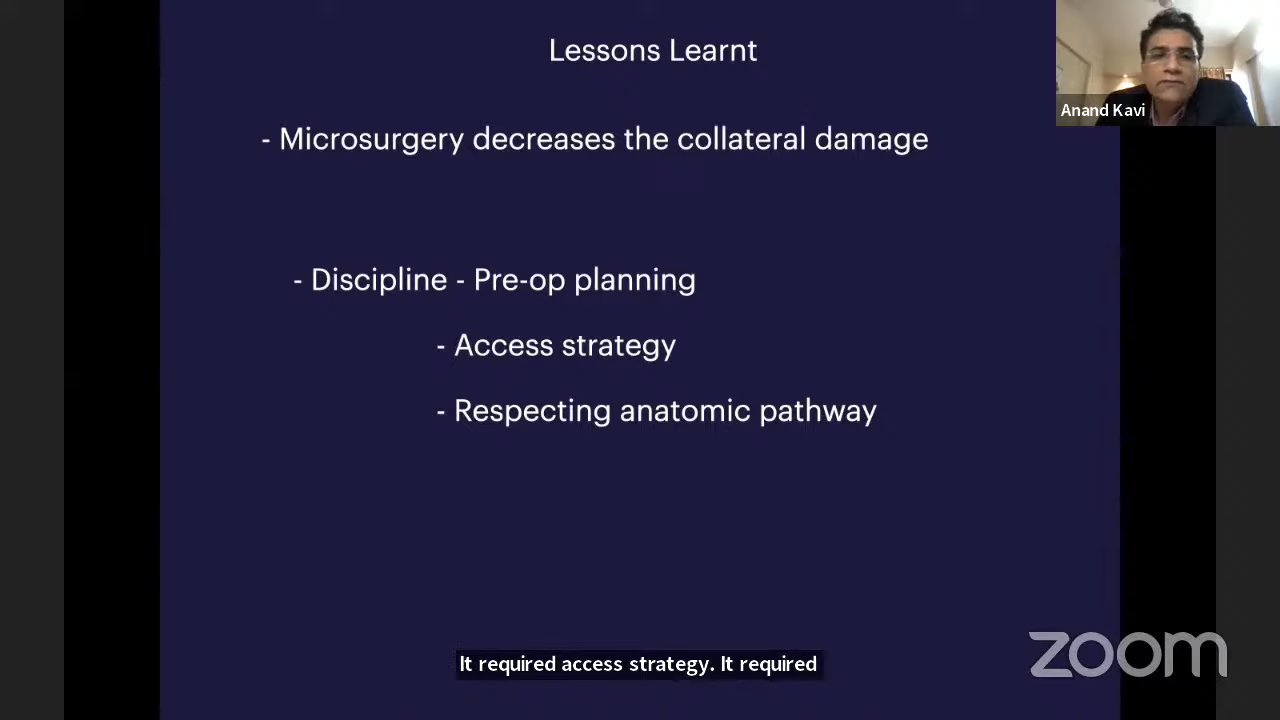 Lessons Learnt
Anand Kavi
- Microsurgery decreases the collateral damage
- Discipline - Pre-op planning
- Access strategy
- Respecting anatomic pathway
It required access strategy. It required
zoom